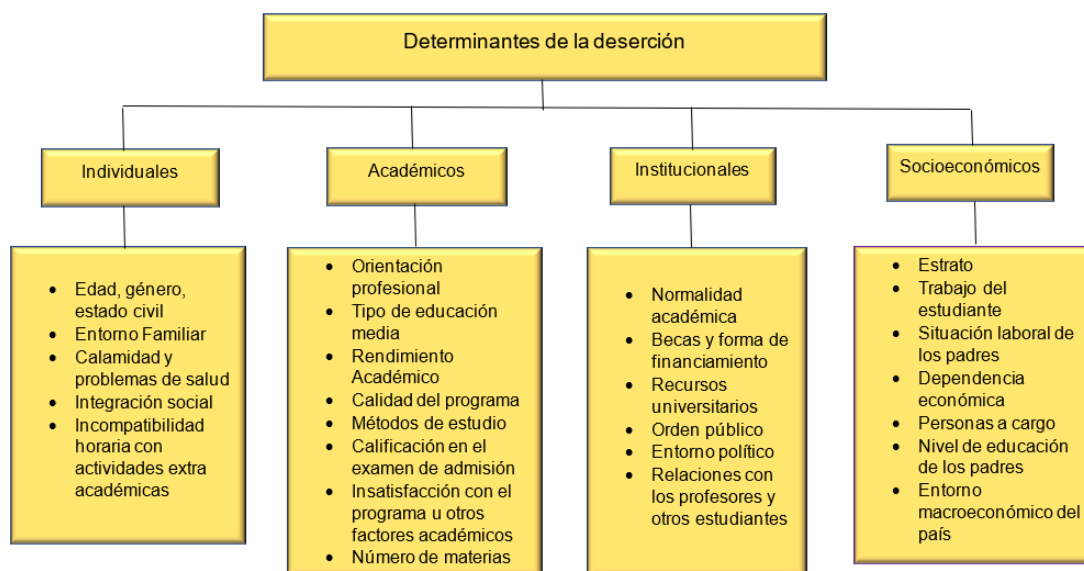 Determinantes de la deserción
Individuales
Académicos
Institucionales
Socioeconómicos
• Edad, género,
estado civil
• Entorno Familiar
• Calamidad y
problemas de salud
• Integración social
• Incompatibilidad
horaria con
actividades extra
académicas
• Orientación
profesional
• Tipo de educación
media
• Rendimiento
Académico
• Calidad del programa
• Métodos de estudio
• Calificación en el
examen de admisión
• Insatisfacción con el
programa u otros
factores académicos
• Número de materias
• Normalidad
académica
• Becas y forma de
financiamiento
• Recursos
universitarios
• Orden público
• Entorno político
• Relaciones con
los profesores y
otros estudiantes
• Estrato
• Trabajo del
estudiante
• Situación laboral de
los padres
• Dependencia
económica
• Personas a cargo
• Nivel de educación
de los padres
• Entorno
macroeconómico del
país